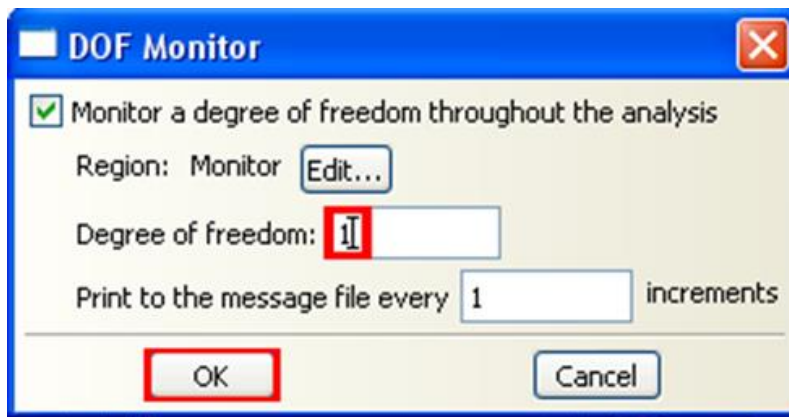 DOF Monitor
Monitor a degree of freedom throughout the analysis
Region: Monitor Edit...
Degree of freedom: 1
Print to the message file every 1 increments
OK Cancel